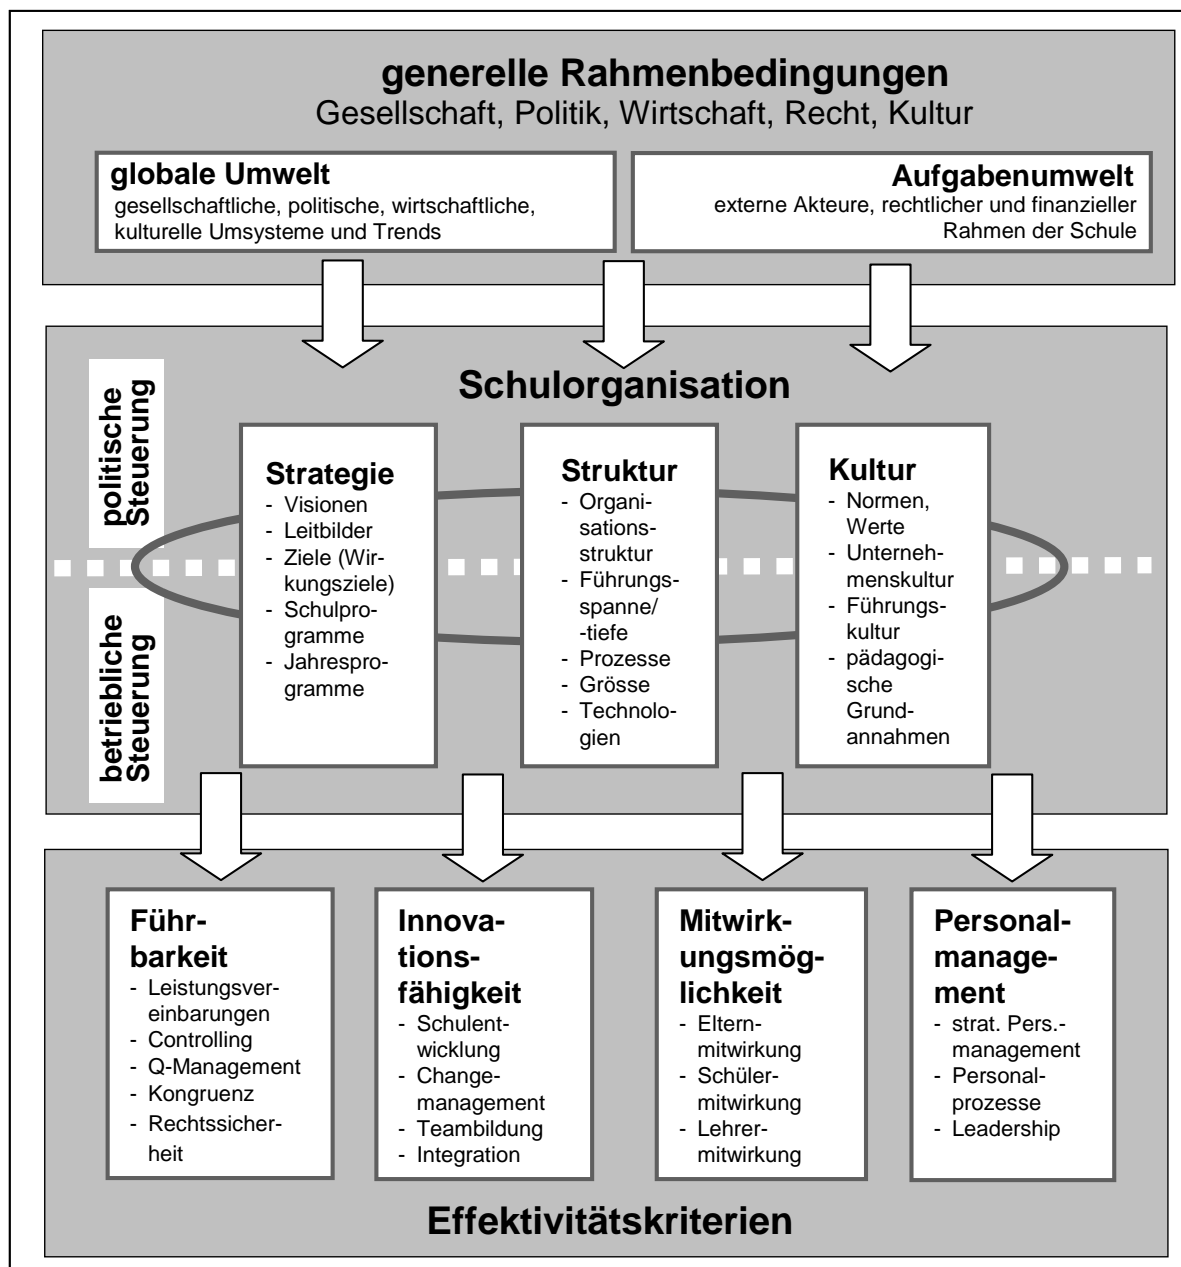 generelle Rahmenbedingungen
Gesellschaft, Politik, Wirtschaft, Recht, Kultur
globale Umwelt
gesellschaftliche, politische, wirtschaftliche,
kulturelle Umsysteme und Trends
Aufgabenumwelt
externe Akteure, rechtlicher und finanzieller
Rahmen der Schule
Schulorganisation
politische
Steuerung
betriebliche
Steuerung
Strategie
- Visionen
- Leitbilder
- Ziele (Wir-
kungsziele)
- Schulpro-
gramme
- Jahrespro-
gramme
Struktur
- Organi-
sations-
struktur
- Führungs-
spanne/
-tiefe
- Prozesse
- Grösse
- Technolo-
gien
Kultur
- Normen,
Werte
- Unterneh-
menskultur
- Führungs-
kultur
- pädagogi-
sche
Grund-
annahmen
Führ-
barkeit
- Leistungsver-
einbarungen
- Controlling
- Q-Management
- Kongruenz
- Rechtssicher-
heit
Innova-
tions-
fähigkeit
- Schulent-
wicklung
- Change-
management
- Teambildung
- Integration
Mitwirk-
ungsmög-
lichkeit
- Eltern-
mitwirkung
- Schüler-
mitwirkung
- Lehrer-
mitwirkung
Personal-
manage-
ment
- strat. Pers.-
management
- Personal-
prozesse
- Leadership
Effektivitätskriterien